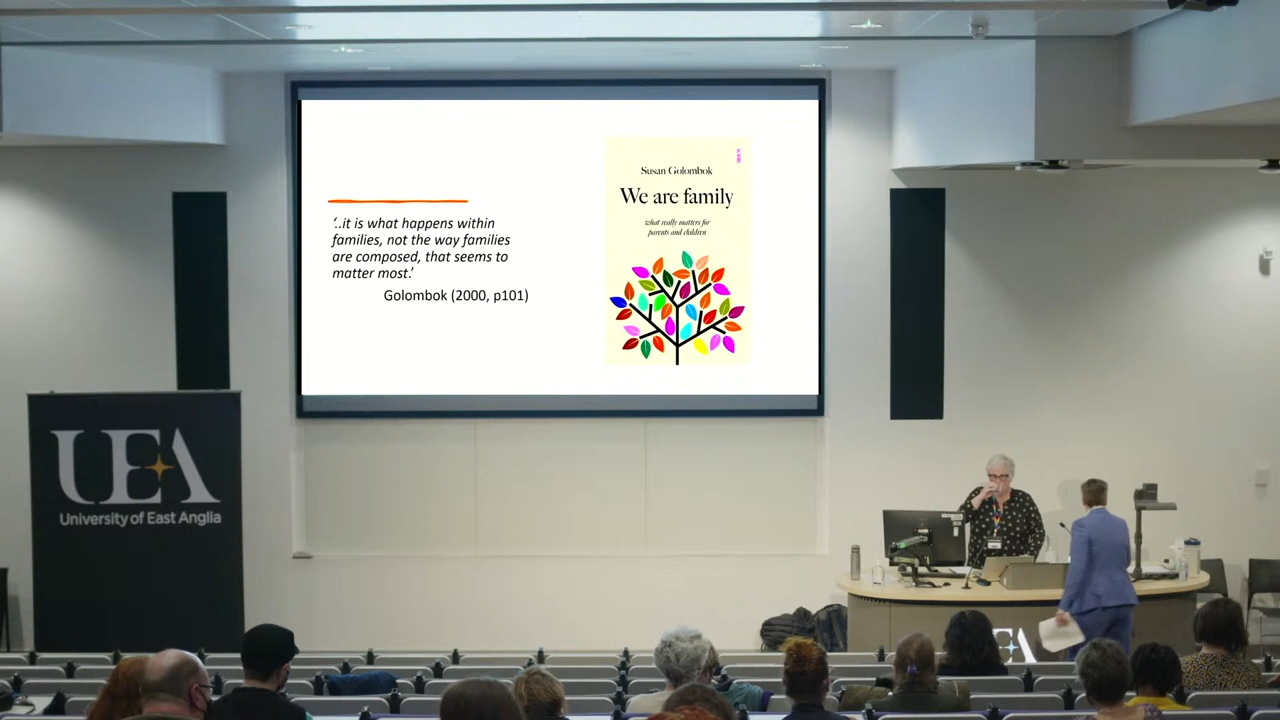 '..it is what happens within
families, not the way families
are composed, that seems to
matter most.'
Golombok (2000, p101)
Susan Golombok
We are family
what really matters for
parents and children
UEA
University of East Anglia
UEA